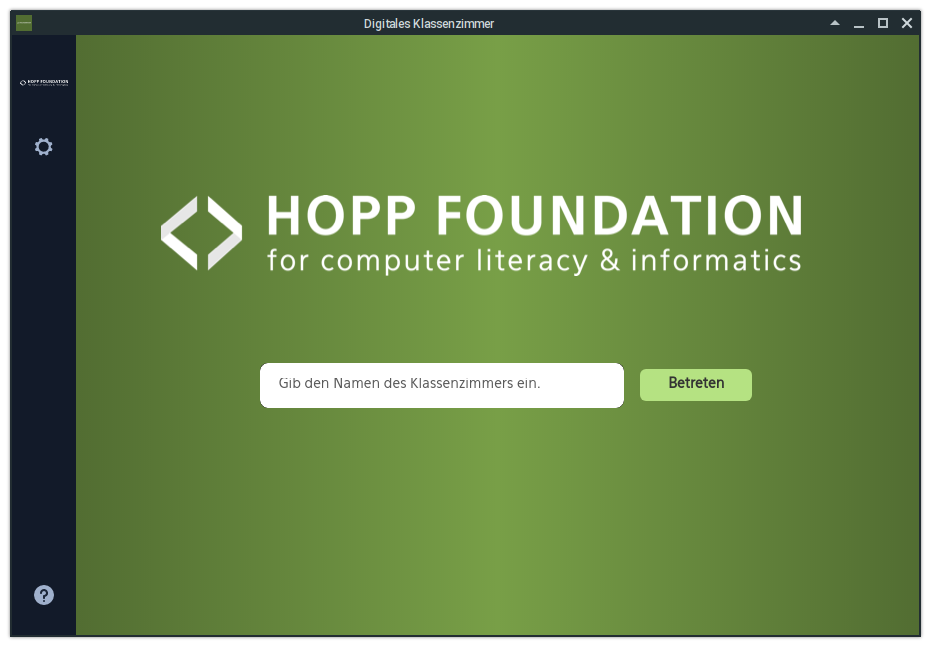 Digitales Klassenzimmer
HOPP FOUNDATION
HOPP FOUNDATION
for computer literacy & informatics
Gib den Namen des Klassenzimmers ein.
Betreten
?